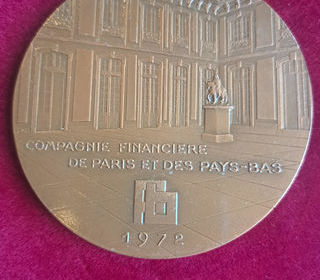 COMPAGNIE FINANCIERE
DE PARIS ET DES PAYS-BAS
1972